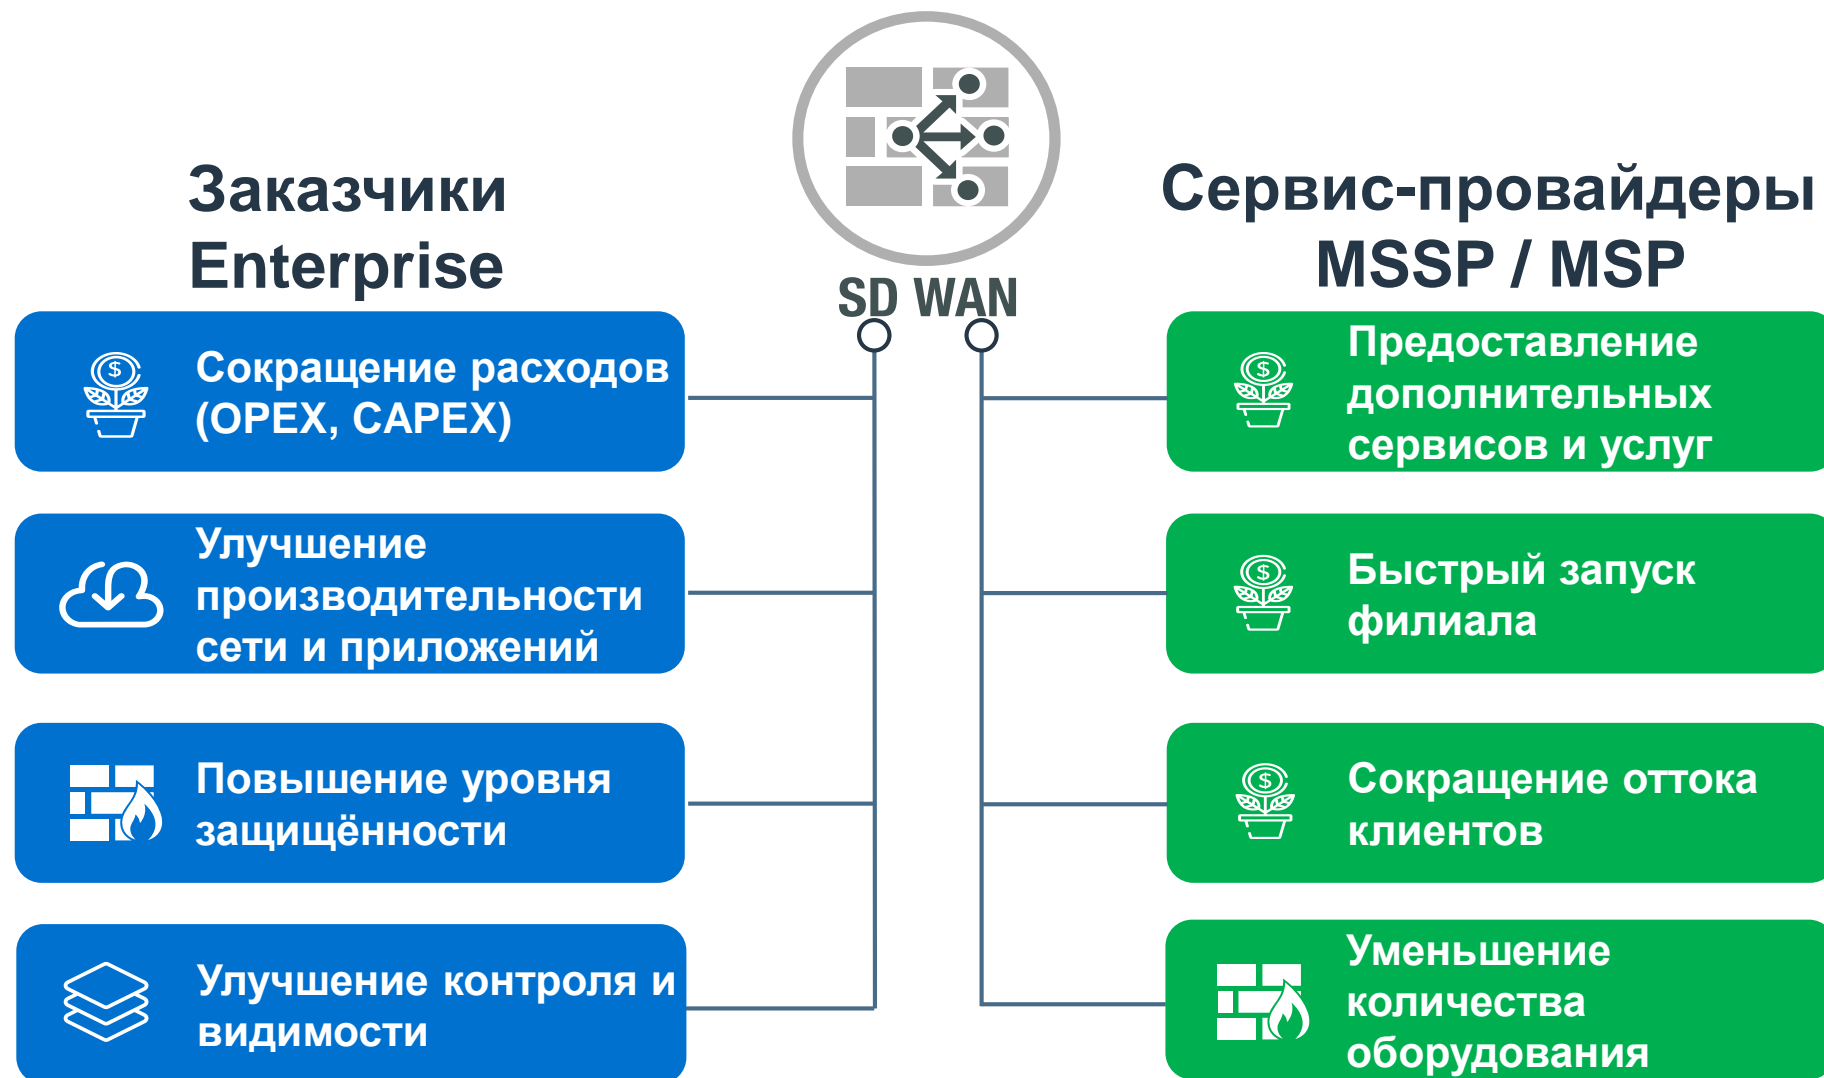 SD WAN
Заказчики
Enterprise
Сокращение расходов
(OPEX, CAPEX)
Улучшение
производительности
сети и приложений
Повышение уровня
защищённости
Улучшение контроля и
видимости
Сервис-провайдеры
MSSP / MSP
Предоставление
дополнительных
сервисов и услуг
Быстрый запуск
филиала
Сокращение оттока
клиентов
Уменьшение
количества
оборудования